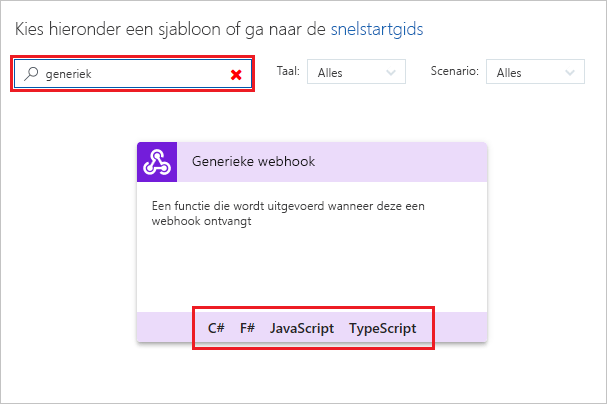 Kies hieronder een sjabloon of ga naar de snelstartgids
generiek
Taal: Alles
Scenario: Alles
Generieke webhook
Een functie die wordt uitgevoerd wanneer deze een
webhook ontvangt
C# F# JavaScript TypeScript